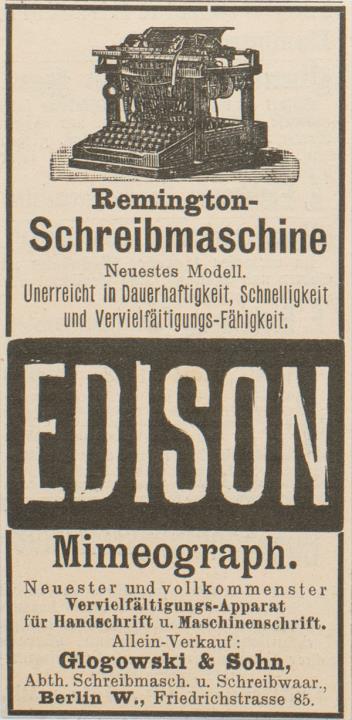 Remington-
Schreibmaschine
Neuestes Modell.
Unerreicht in Dauerhaftigkeit, Schnelligkeit
und Vervielfäitigungs-Fähigkeit.
EDISON
Mimeograph.
Neuester und vollkommenster
Vervielfältigungs-Apparat
für Handschrift u. Maschinenschrift.
Allein-Verkauf:
Glogowski & Sohn,
Abth. Schreibmasch. u. Schreibwaar.,
Berlin W., Friedrichstrasse 85.